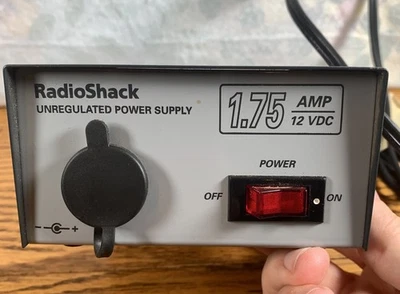 RadioShack
UNREGULATED POWER SUPPLY
1.75 AMP
12 VDC
POWER
OFF ON
- +